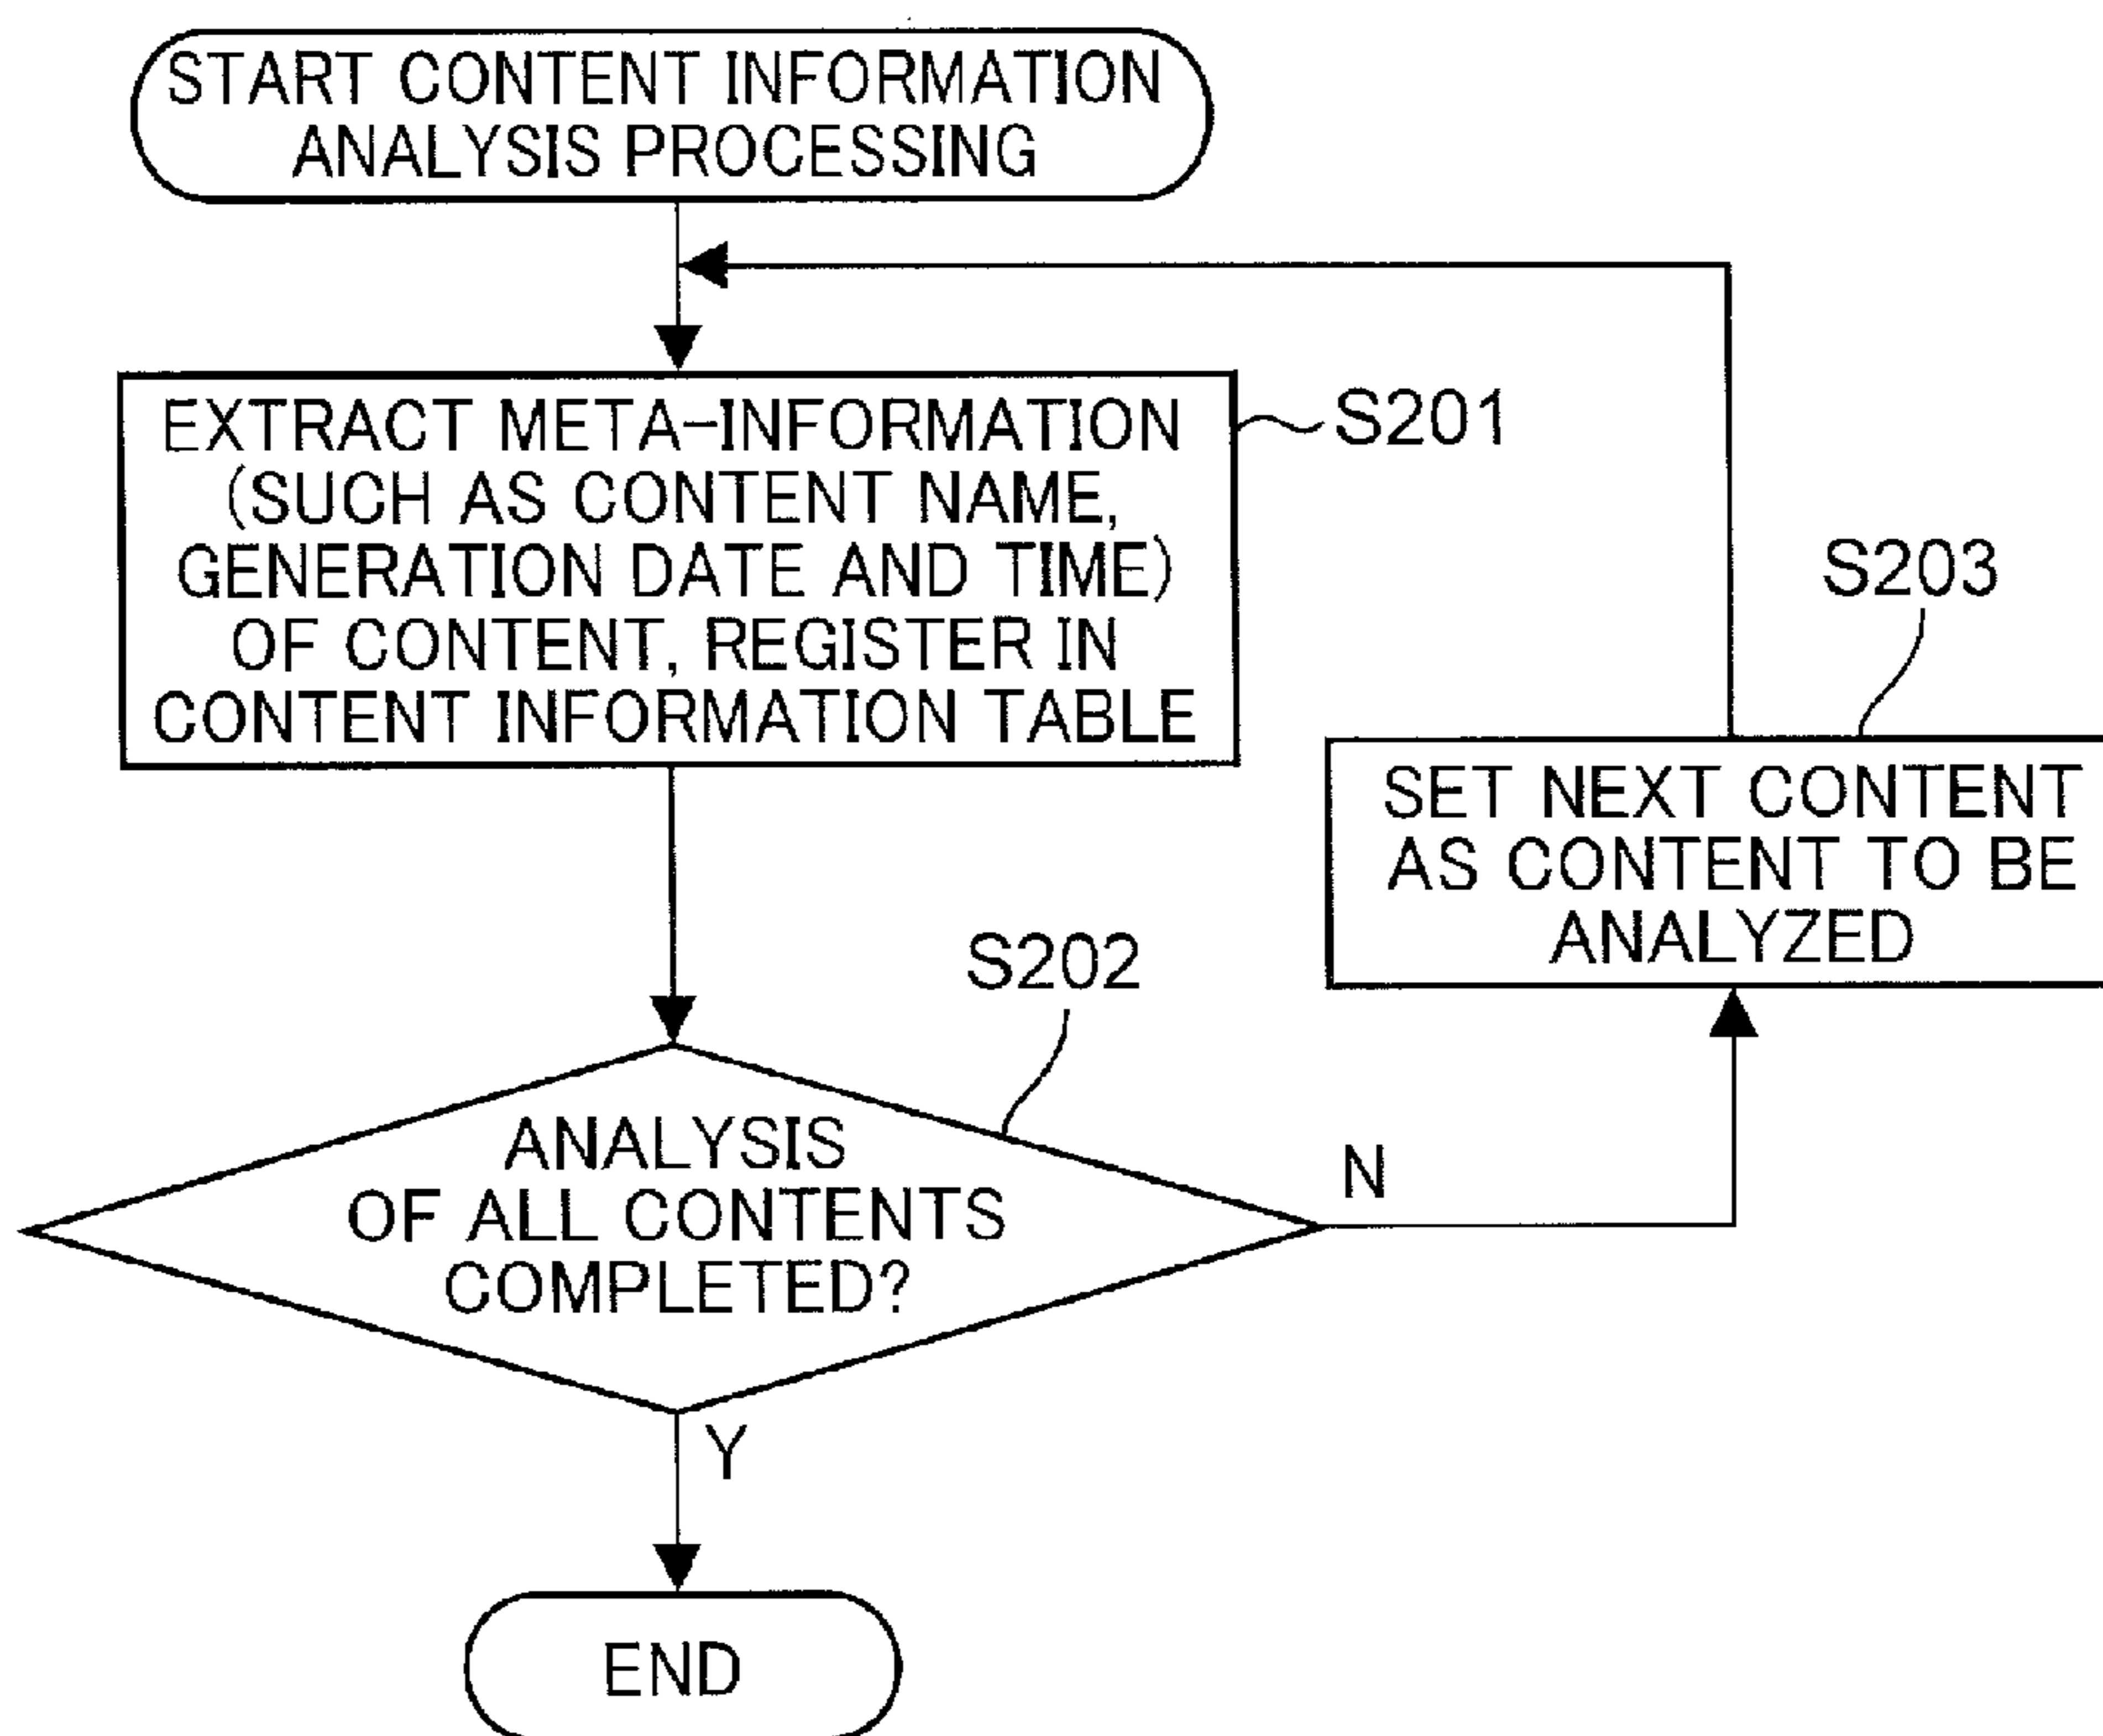 START CONTENT INFORMATION
ANALYSIS PROCESSING
EXTRACT META-INFORMATION
(SUCH AS CONTENT NAME,
GENERATION DATE AND TIME)
OF CONTENT, REGISTER IN
CONTENT INFORMATION TABLE
S201
S203
SET NEXT CONTENT
AS CONTENT TO BE
ANALYZED
S202
ANALYSIS
OF ALL CONTENTS
COMPLETED?
N
Y
END